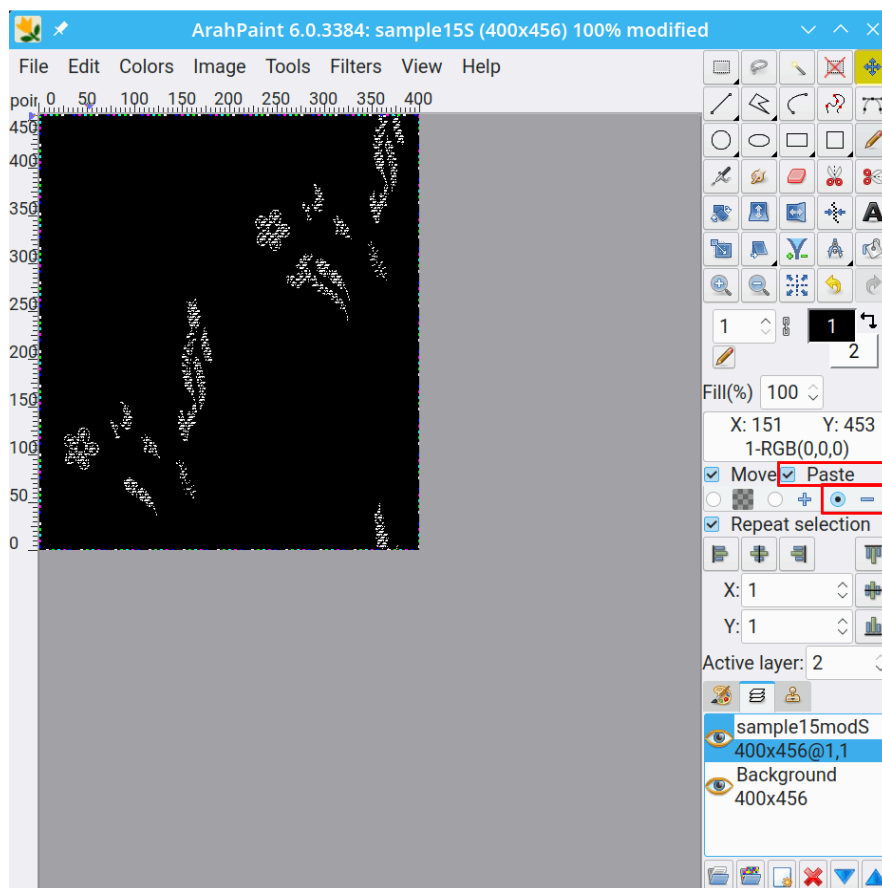 ArahPaint 6.0.3384: sample15S (400x456) 100% modified
File Edit Colors Image Tools Filters View Help
poin 0 50 100 150 200 250 300 350 400
450
400
350
300
250
200
150
100
50
0
A
1 1
2
Fill(%) 100
X: 151 Y: 453
1-RGB(0,0,0)
Move Paste
Repeat selection
X: 1
Y: 1
Active layer: 2
sample15modS
400x456@1,1
Background
400x456